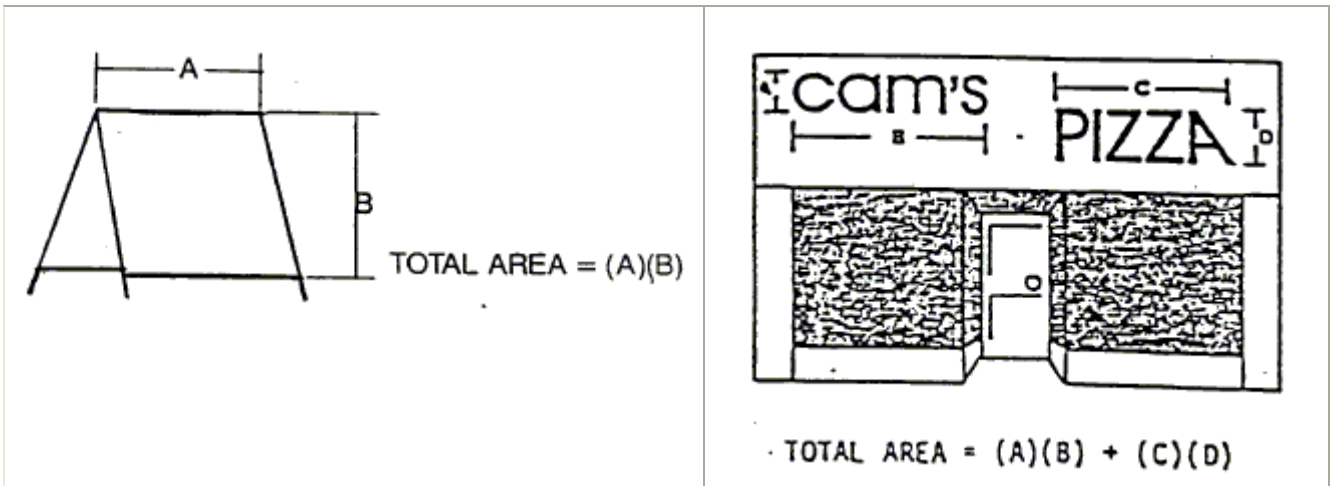 A
B
TOTAL AREA = (A)(B)
A
cam's
C
B
PIZZA
D
TOTAL AREA = (A)(B) + (C)(D)